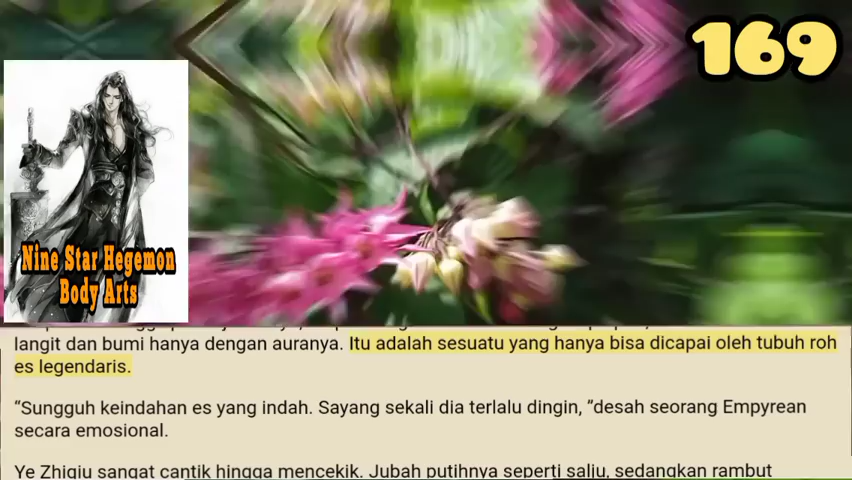 169
Nine Star Hegemon
Body Arts
langit dan bumi hanya dengan auranya. Itu adalah sesuatu yang hanya bisa dicapai oleh tubuh roh
es legendaris.
“Sungguh keindahan es yang indah. Sayang sekali dia terlalu dingin, ”desah seorang Empyrean
secara emosional.
Ye Zhiqiu sangat cantik hingga mencekik. Jubah putihnya seperti salju, sedangkan rambut